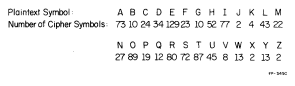 Plaintext Symbol: A B C D E F G H I J K L M
Number of Cipher Symbols: 73 10 24 34 129 23 10 52 77 2 4 43 22
N O P Q R S T U V W X Y Z
27 89 19 12 80 72 87 45 8 13 2 13 2
FP-545C